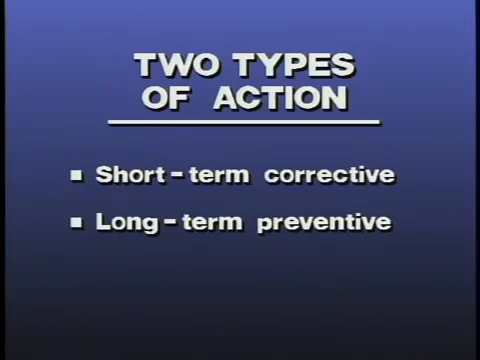 TWO TYPES
OF ACTION
Short-term corrective
Long-term preventive